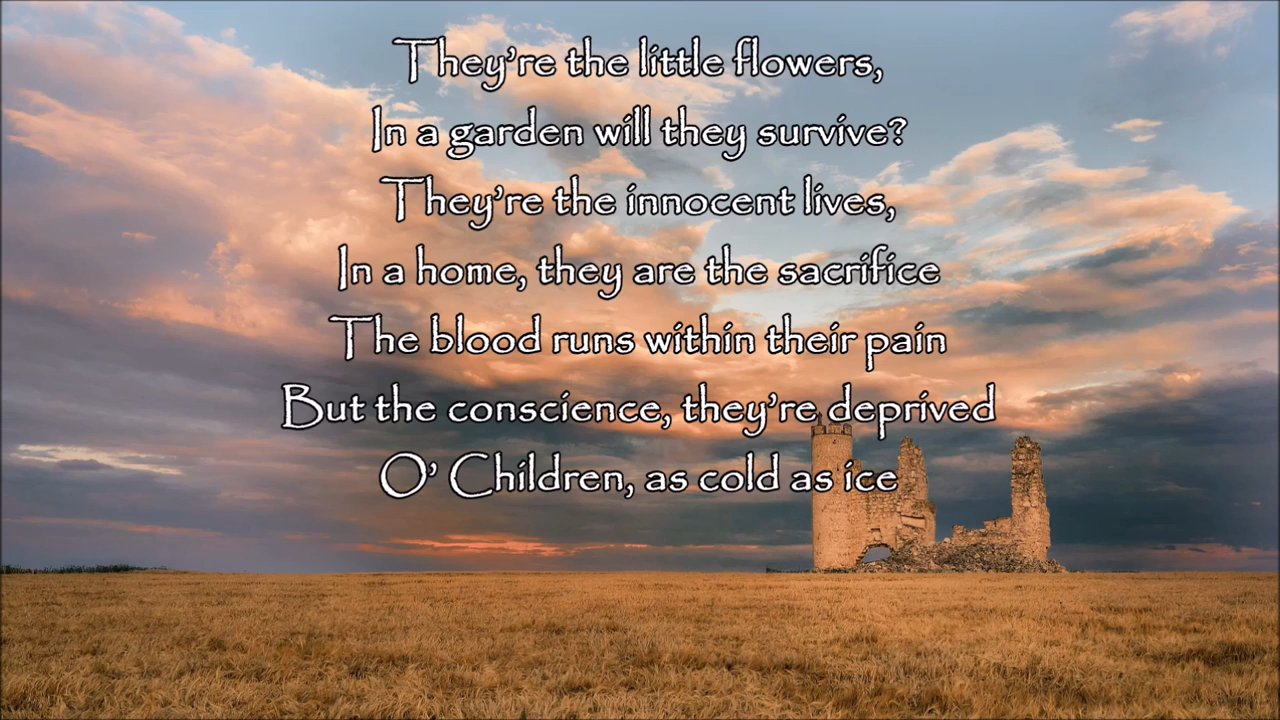 They're the little flowers,
In a garden will they survive?
They're the innocent lives,
In a home, they are the sacrifice
The blood runs within their pain
But the conscience, they're deprived
O' Children, as cold as ice